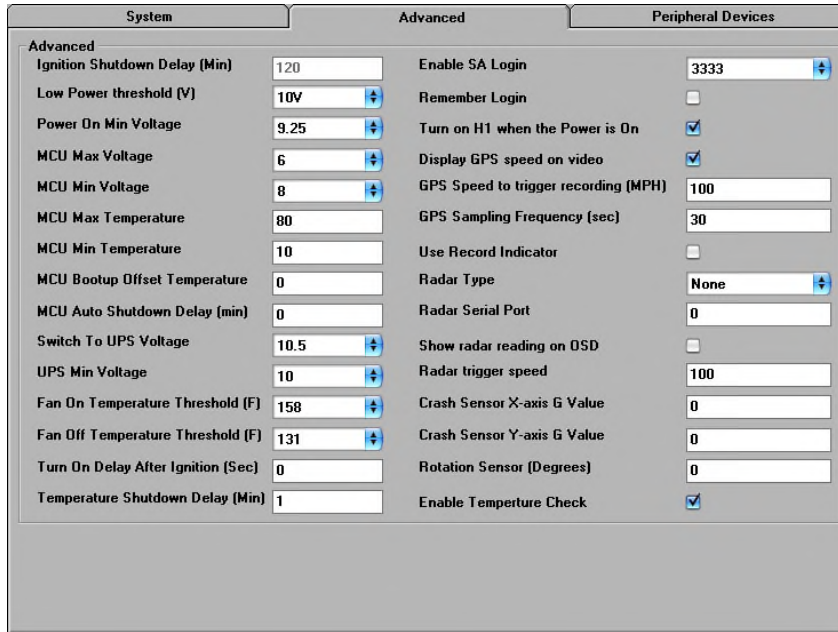 System
Advanced
Peripheral Devices
Advanced
Ignition Shutdown Delay (Min) 120
Low Power threshold (V) 10V
Power On Min Voltage 9.25
MCU Max Voltage 6
MCU Min Voltage 8
MCU Max Temperature 80
MCU Min Temperature 10
MCU Bootup Offset Temperature 0
MCU Auto Shutdown Delay (min) 0
Switch To UPS Voltage 10.5
UPS Min Voltage 10
Fan On Temperature Threshold (F) 158
Fan Off Temperature Threshold (F) 131
Turn On Delay After Ignition (Sec) 0
Temperature Shutdown Delay (Min) 1
Enable SA Login 3333
Remember Login
Turn on H1 when the Power is On
Display GPS speed on video
GPS Speed to trigger recording (MPH) 100
GPS Sampling Frequency (sec) 30
Use Record Indicator
Radar Type None
Radar Serial Port 0
Show radar reading on OSD
Radar trigger speed 100
Crash Sensor X-axis G Value 0
Crash Sensor Y-axis G Value 0
Rotation Sensor (Degrees) 0
Enable Temperture Check